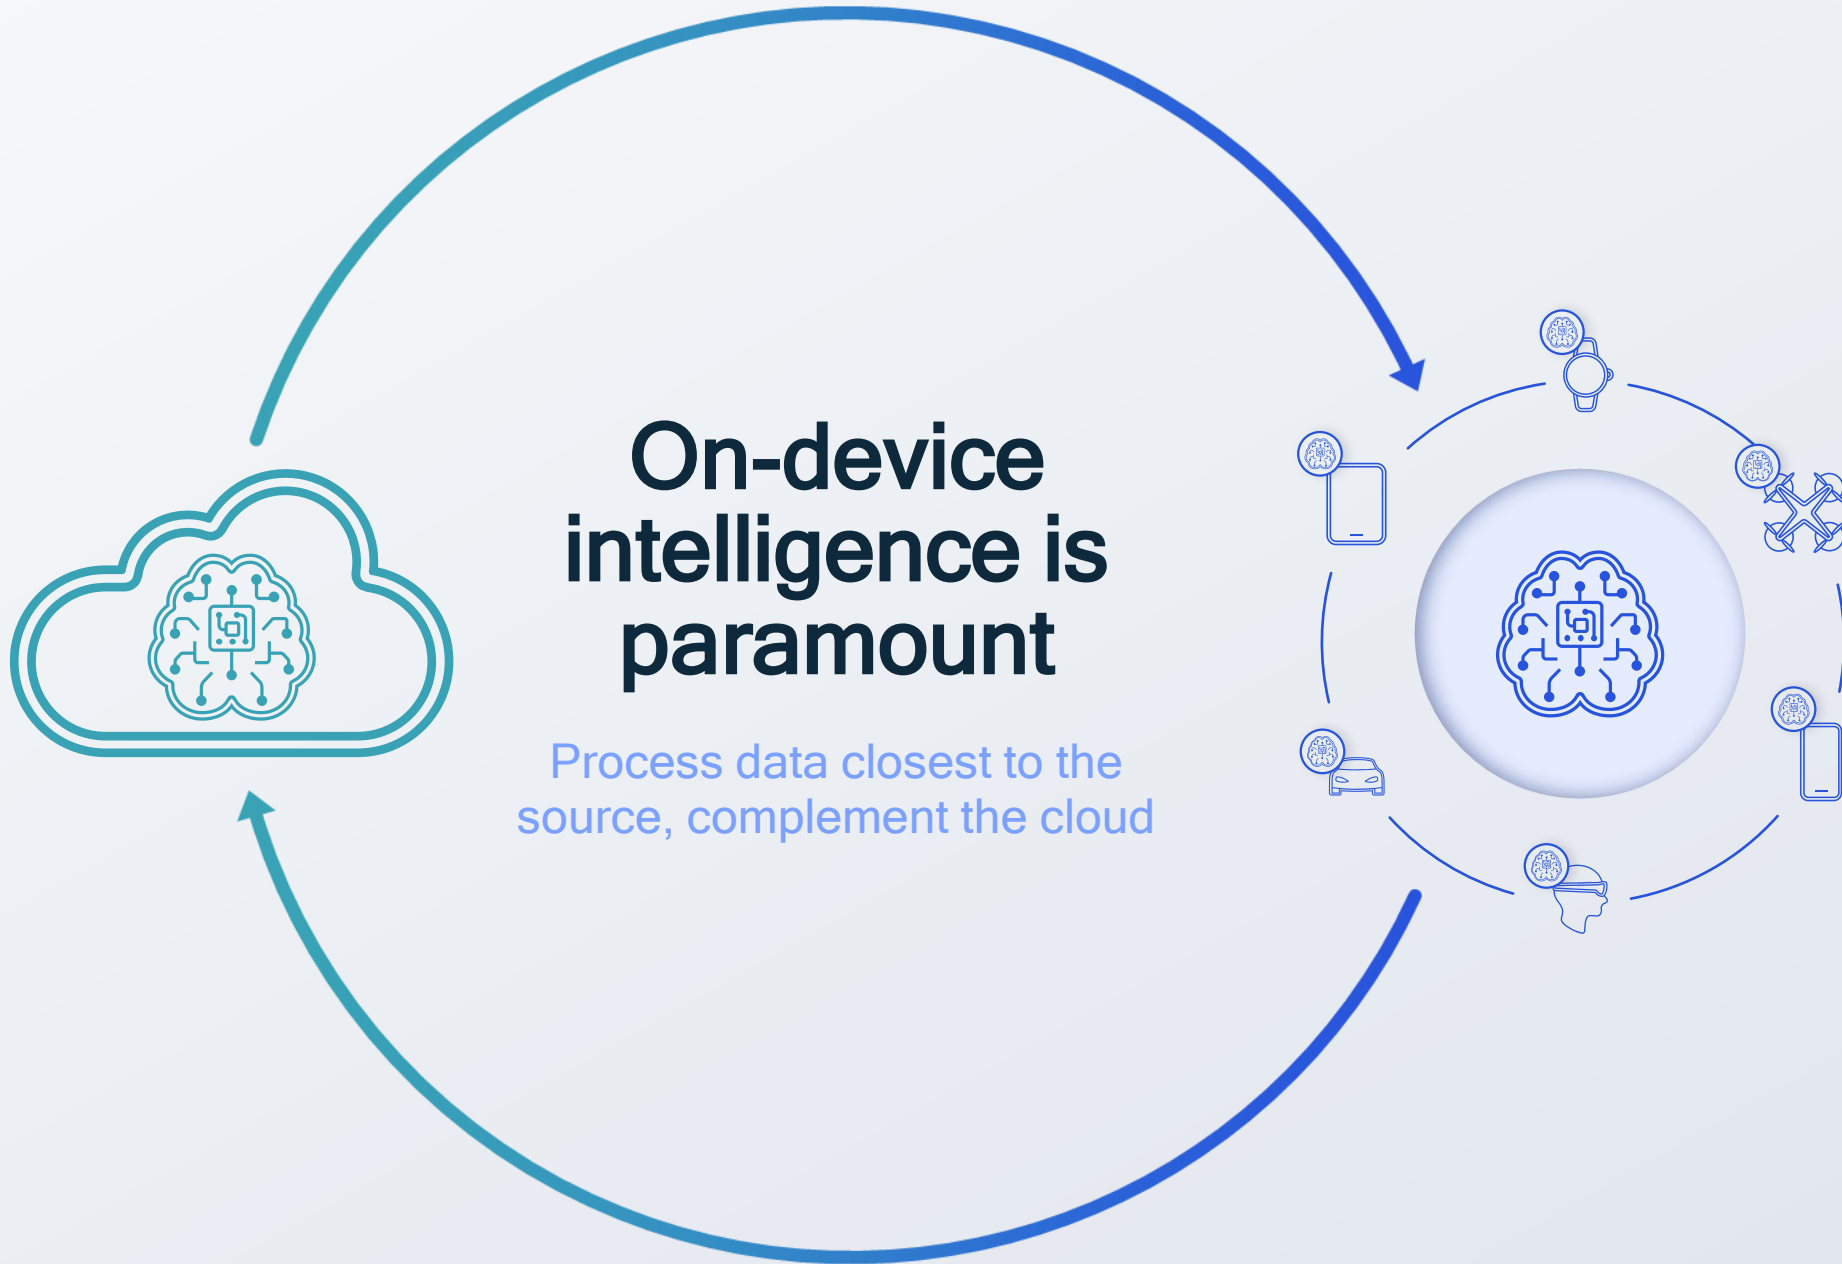 On-device
intelligence is
paramount
Process data closest to the
source, complement the cloud